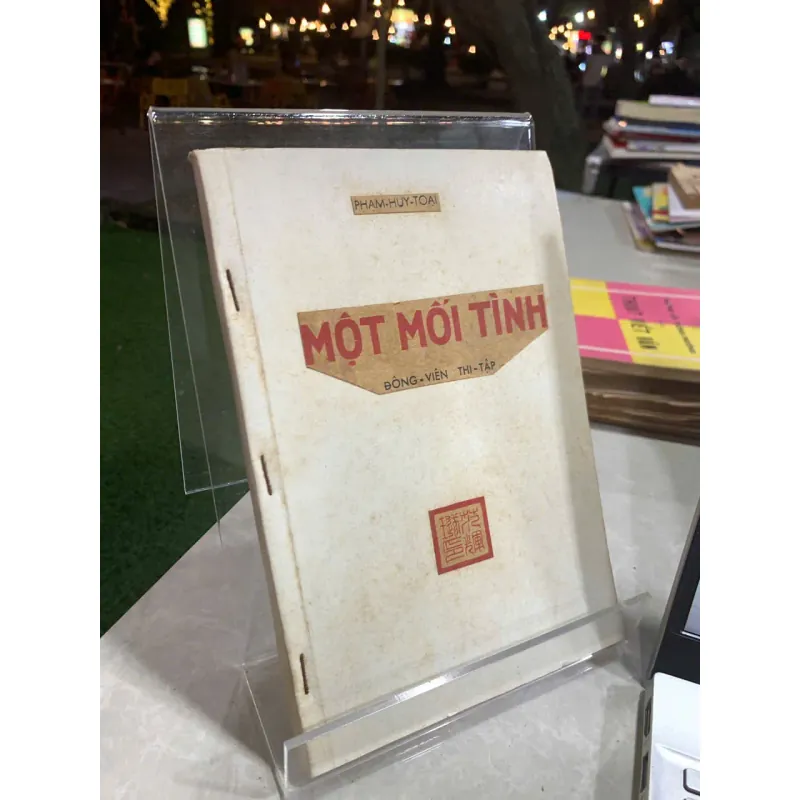 PHẠM-HUY-TOẠI
MỘT MỐI TÌNH
ĐÔNG-VIÊN THI-TẬP